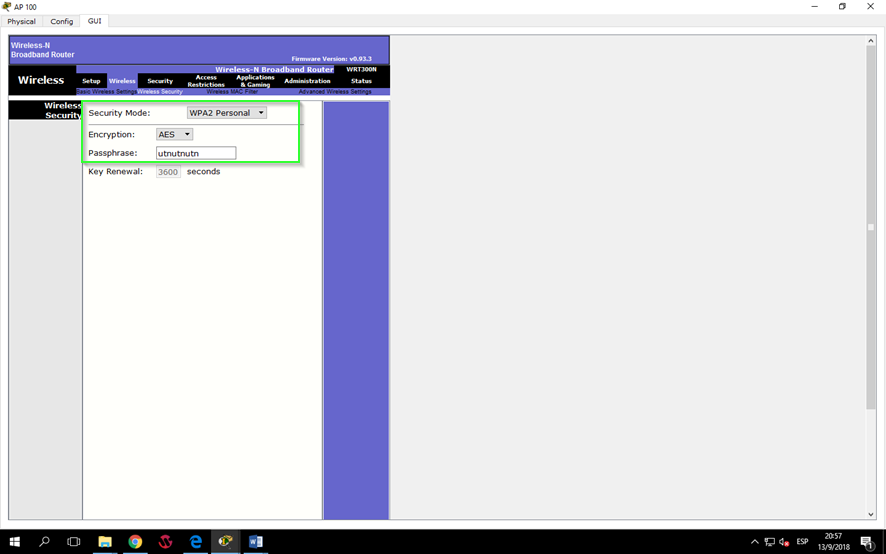 AP 100
Physical Config GUI
Wireless-N
Broadband Router
Firmware Version: v0.93.3
Wireless-N Broadband Router WRT300N
Wireless Setup Wireless Security Access Restrictions Applications & Gaming Administration Status
Basic Wireless Settings Wireless Security Wireless MAC Filter Advanced Wireless Settings
Wireless
Security
Security Mode: WPA2 Personal
Encryption: AES
Passphrase: utnutnutn
Key Renewal: 3600 seconds
ESP
20:57
13/9/2018
1